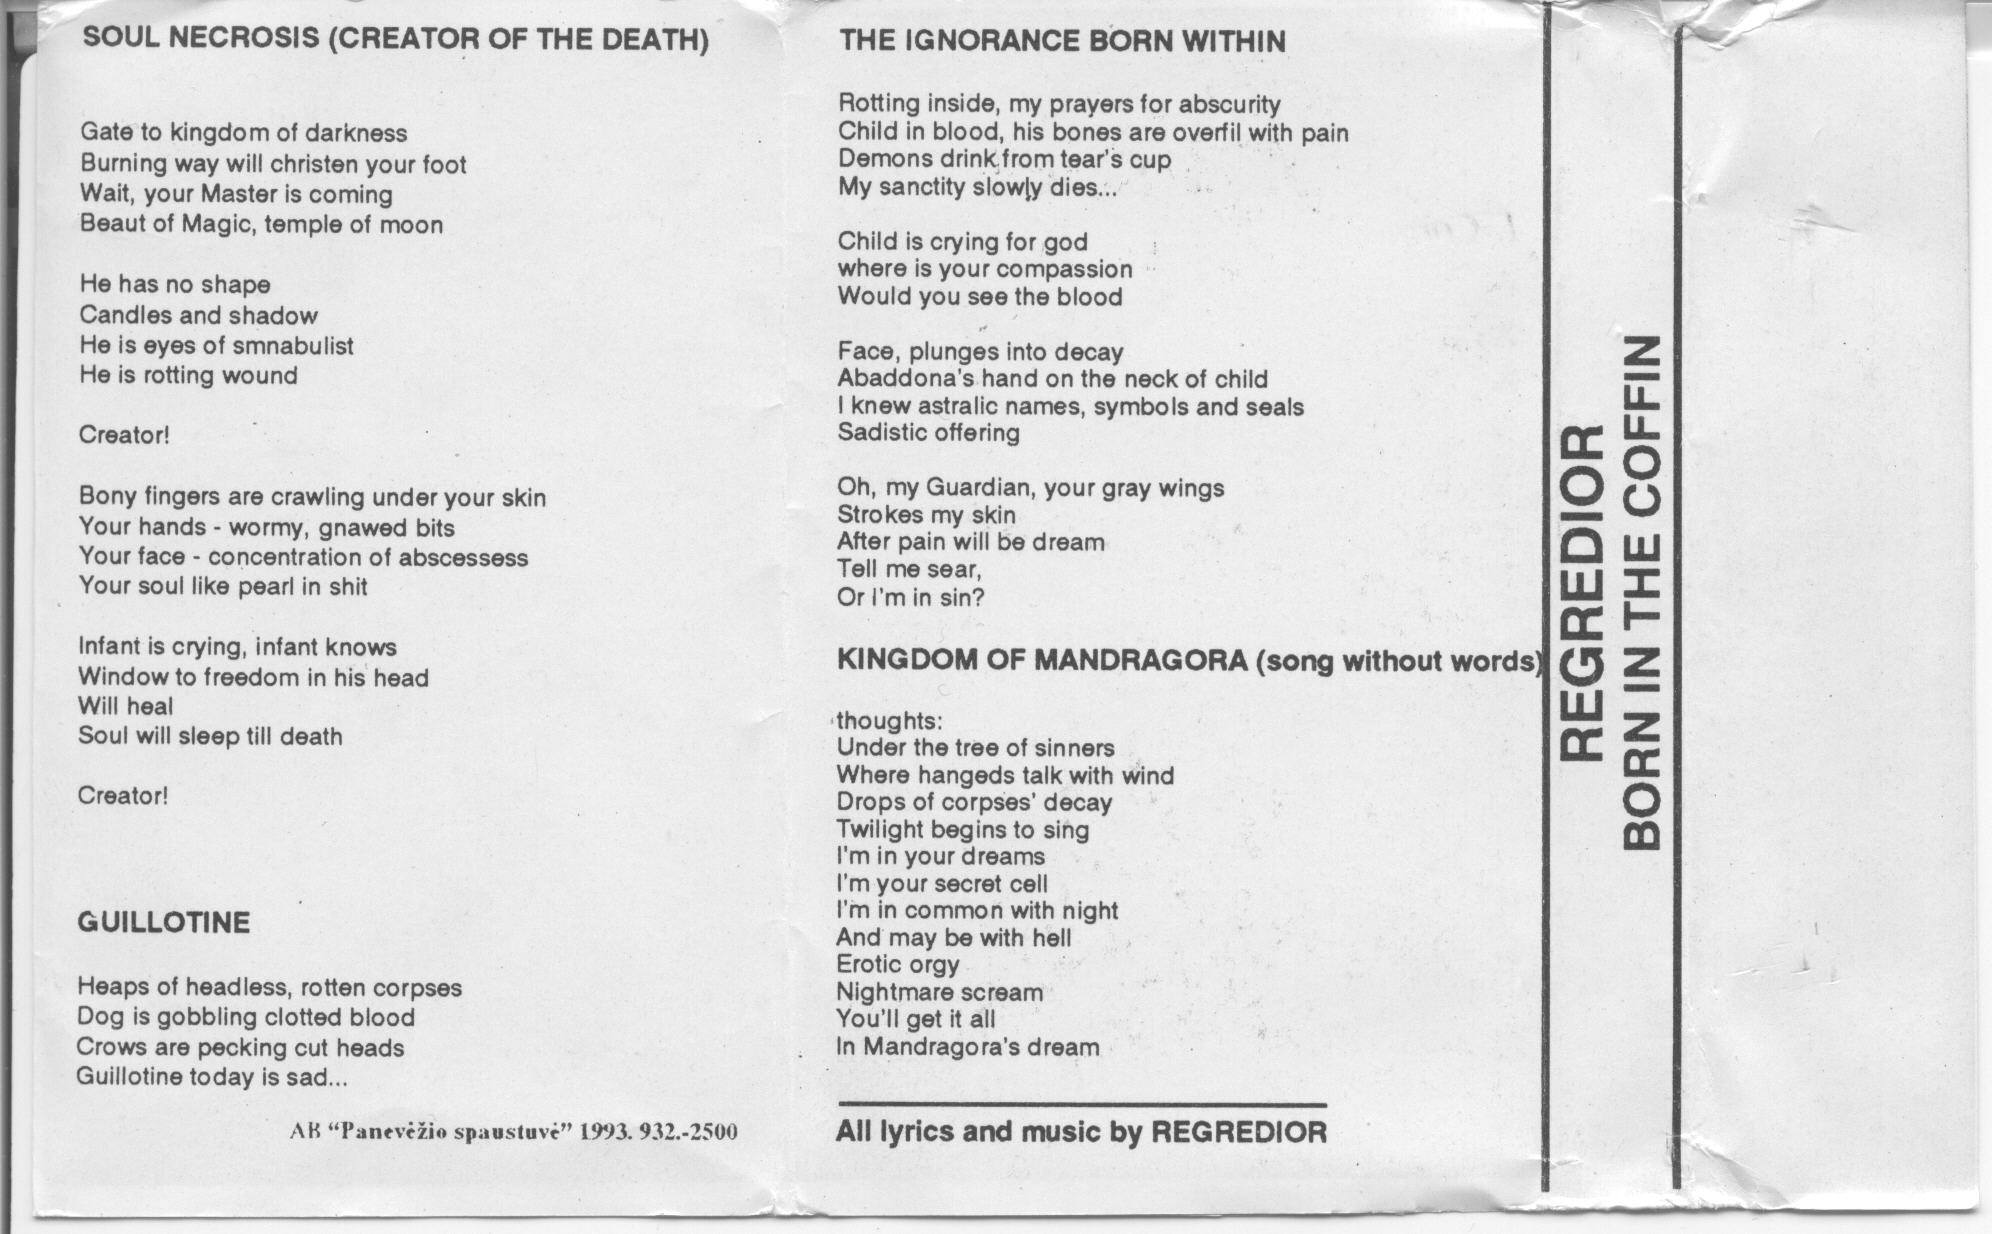 SOUL NECROSIS (CREATOR OF THE DEATH)
Gate to kingdom of darkness
Burning way will christen your foot
Wait, your Master is coming
Beaut of Magic, temple of moon
He has no shape
Candles and shadow
He is eyes of smnabulist
He is rotting wound
Creator!
Bony fingers are crawling under your skin
Your hands - wormy, gnawed bits
Your face - concentration of abscessess
Your soul like pearl in shit
Infant is crying, infant knows
Window to freedom in his head
Will heal
Soul will sleep till death
Creator!
GUILLOTINE
Heaps of headless, rotten corpses
Dog is gobbling clotted blood
Crows are pecking cut heads
Guillotine today is sad...
AB “Panevėžio spaustuvė” 1993. 932.-2500
THE IGNORANCE BORN WITHIN
Rotting inside, my prayers for abscurity
Child in blood, his bones are overfil with pain
Demons drink from tear's cup
My sanctity slowly dies...
Child is crying for god
where is your compassion
Would you see the blood
Face, plunges into decay
Abaddona's hand on the neck of child
I knew astralic names, symbols and seals
Sadistic offering
Oh, my Guardian, your gray wings
Strokes my skin
After pain will be dream
Tell me sear,
Or I'm in sin?
KINGDOM OF MANDRAGORA (song without words)
thoughts:
Under the tree of sinners
Where hangeds talk with wind
Drops of corpses' decay
Twilight begins to sing
I'm in your dreams
I'm your secret cell
I'm in common with night
And may be with hell
Erotic orgy
Nightmare scream
You'll get it all
In Mandragora's dream
All lyrics and music by REGREDIOR
REGREDIOR
BORN IN THE COFFIN